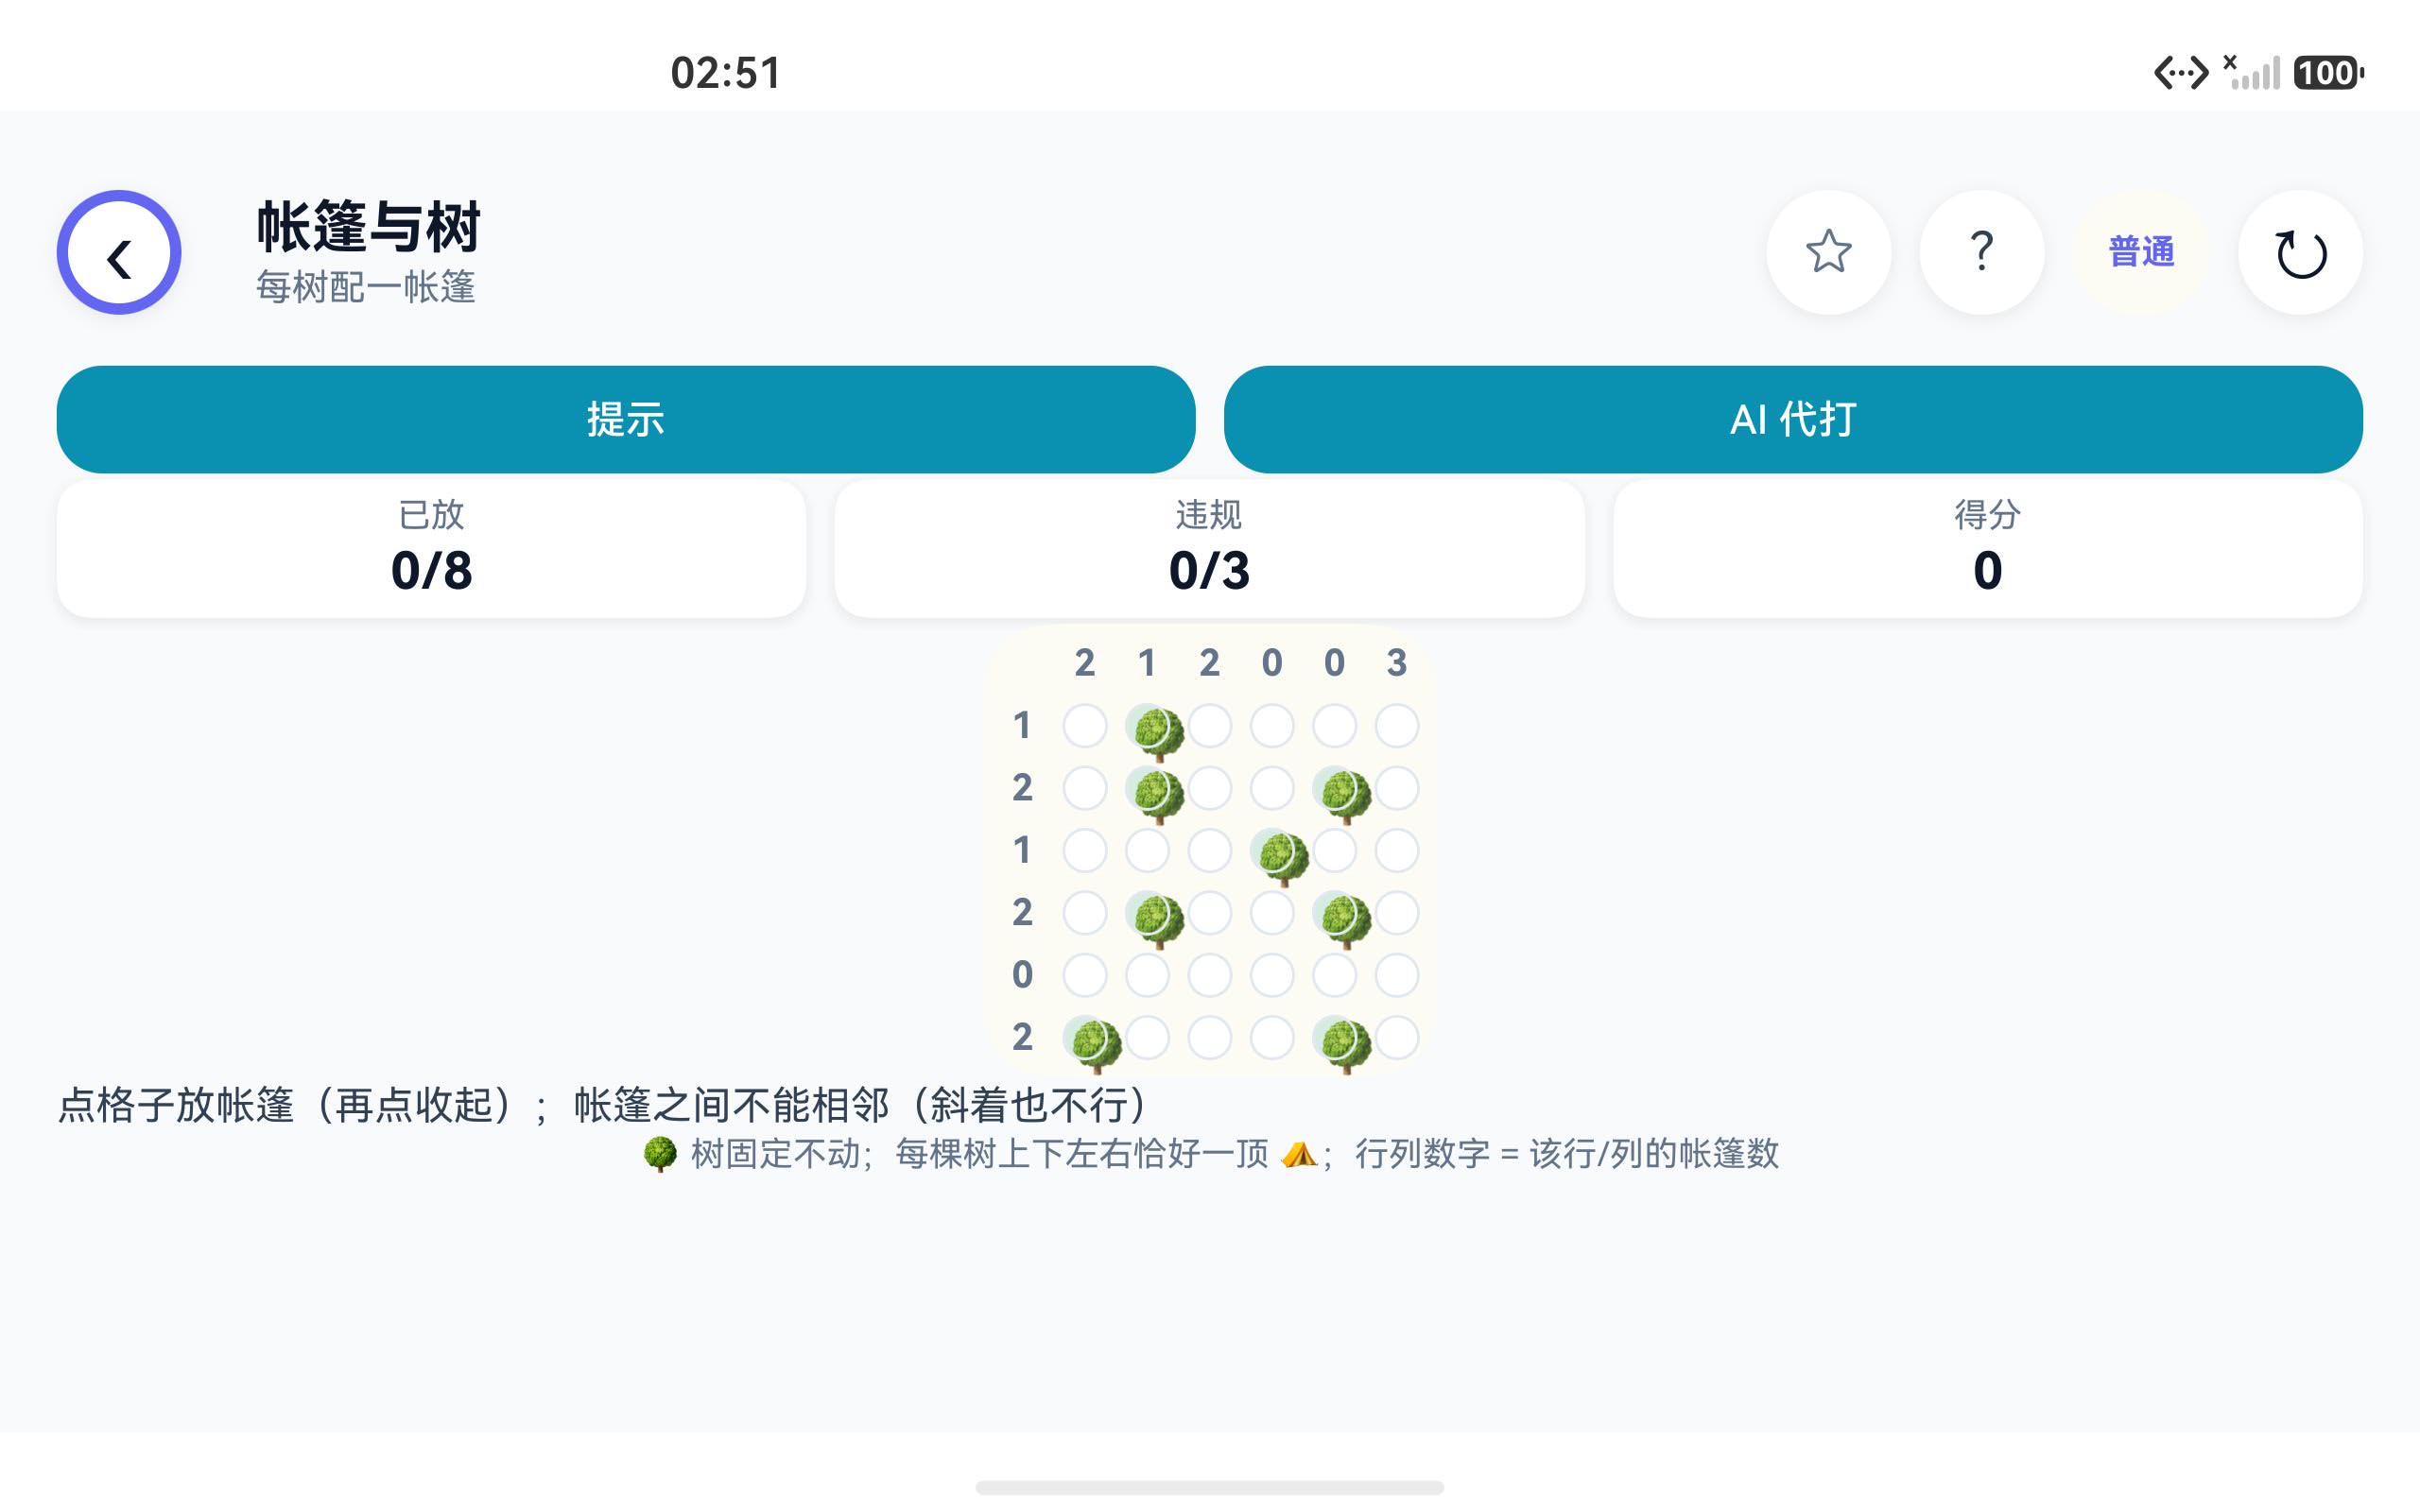 02:51
100
帐篷与树
每树配一帐篷
? 普通
提示 AI 代打
已放 违规 得分
0/8 0/3 0
2 1 2 0 0 3
1
2
1
2
0
2
点格子放帐篷（再点收起）；帐篷之间不能相邻（斜着也不行）
🌳 树固定不动；每棵树上下左右恰好一顶 ⛺；行列数字 = 该行/列的帐篷数